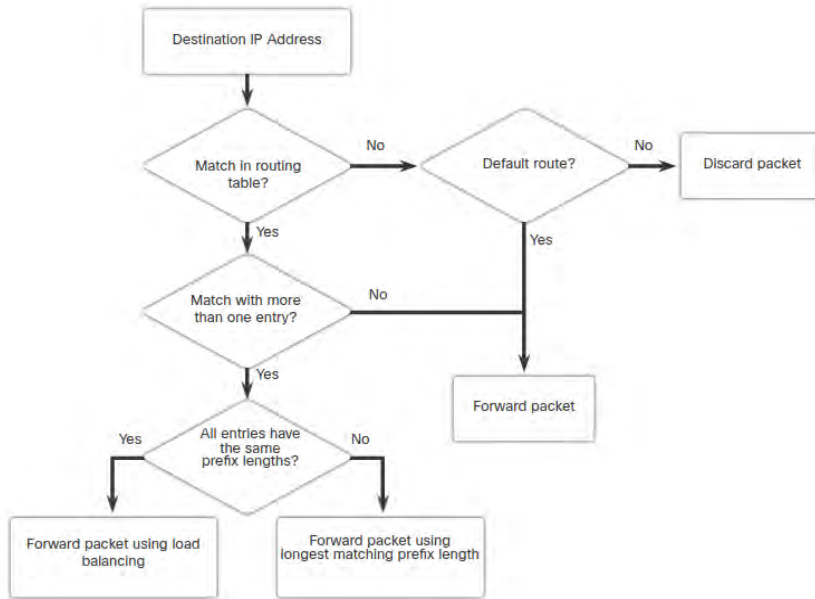 Destination IP Address
Match in routing
table?
No
Default route?
No
Discard packet
Yes
Yes
Match with more
than one entry?
No
Yes
Forward packet
Yes
All entries have
the same
prefix lengths?
No
Forward packet using load
balancing
Forward packet using
longest matching prefix length